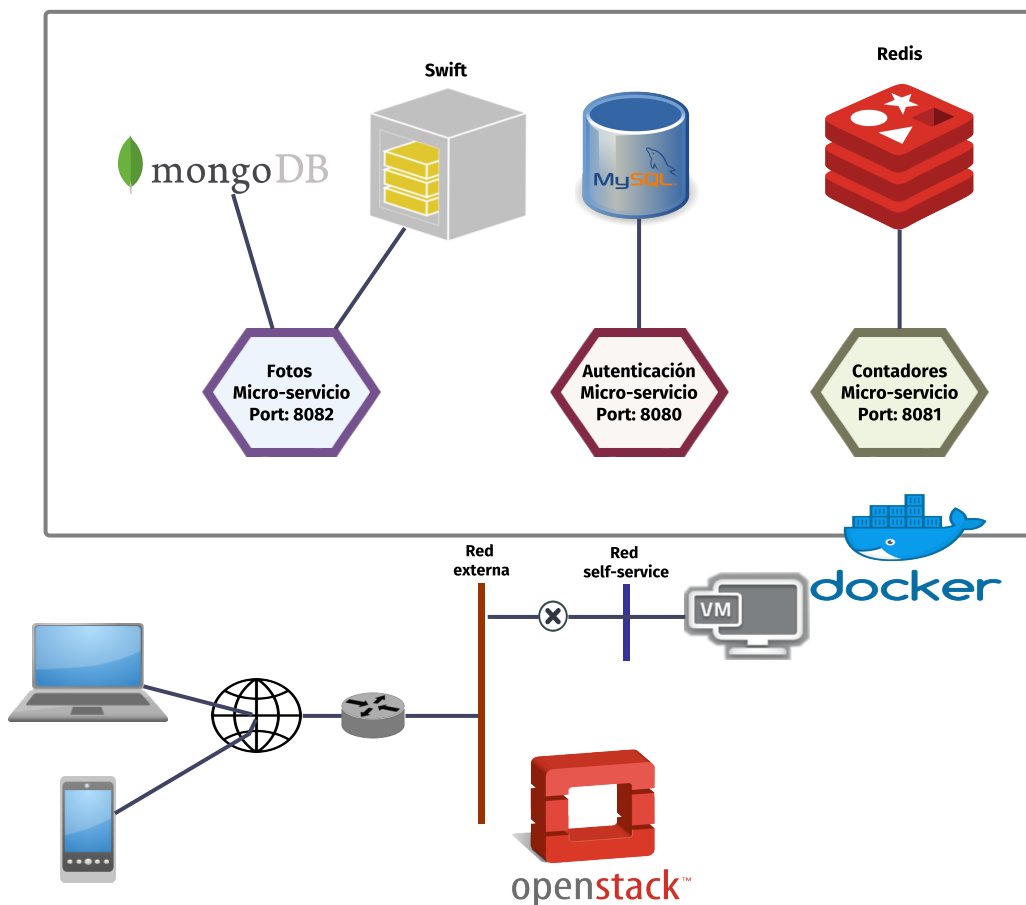 Swift
Redis
mongoDB
MySQL
Fotos
Micro-servicio
Port: 8082
Autenticación
Micro-servicio
Port: 8080
Contadores
Micro-servicio
Port: 8081
docker
Red
externa
Red
self-service
VM
openstack™